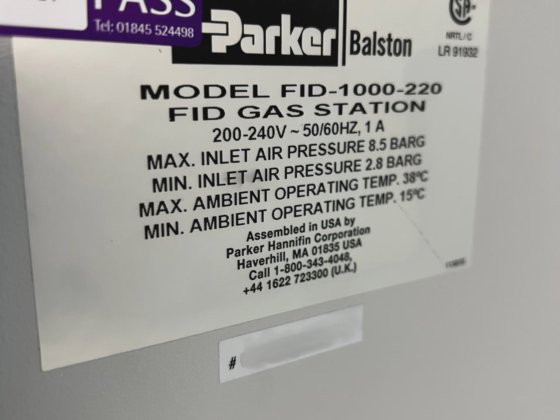 PASS
Tel: 01845 524498
Parker Balston
NRTL / C
LR 91932
MODEL FID-1000-220
FID GAS STATION
200-240V ~ 50/60HZ, 1 A
MAX. INLET AIR PRESSURE 8.5 BARG
MIN. INLET AIR PRESSURE 2.8 BARG
MAX. AMBIENT OPERATING TEMP. 38ºC
MIN. AMBIENT OPERATING TEMP. 15ºC
Assembled in USA by
Parker Hannifin Corporation
Haverhill, MA 01835 USA
Call 1-800-343-4048,
+44 1622 723300 (U.K.)
#